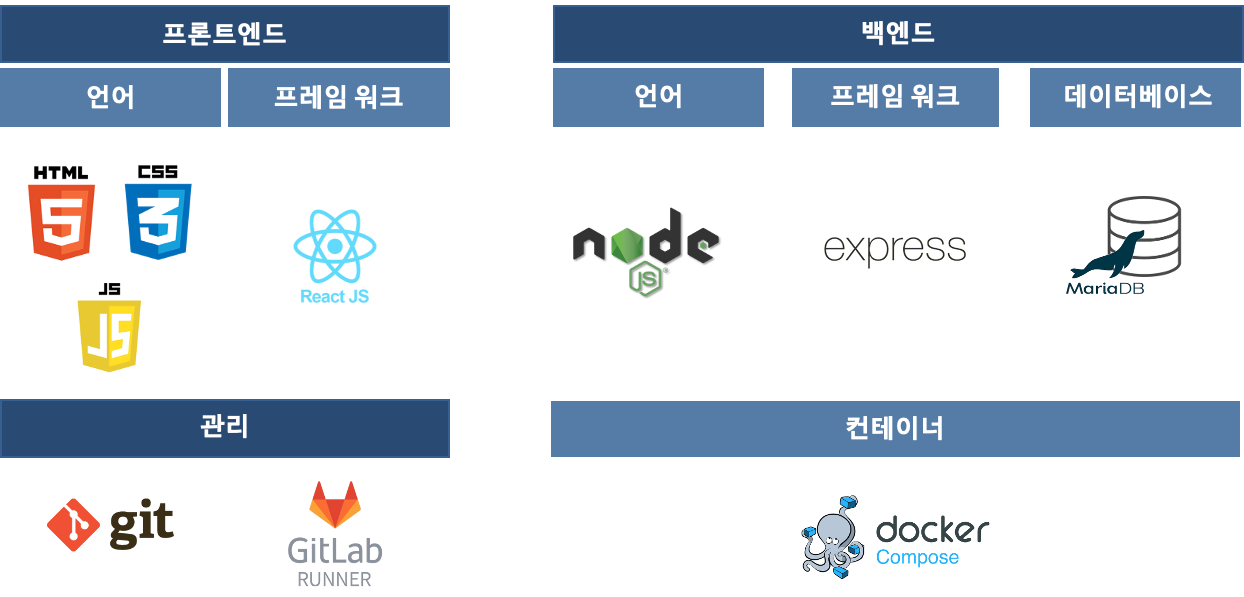 프론트엔드
언어
프레임 워크
HTML
5
CSS
3
JS
JS
React JS
백엔드
언어
프레임 워크
데이터베이스
node
JS
express
MariaDB
관리
git
GitLab
RUNNER
컨테이너
docker
Compose